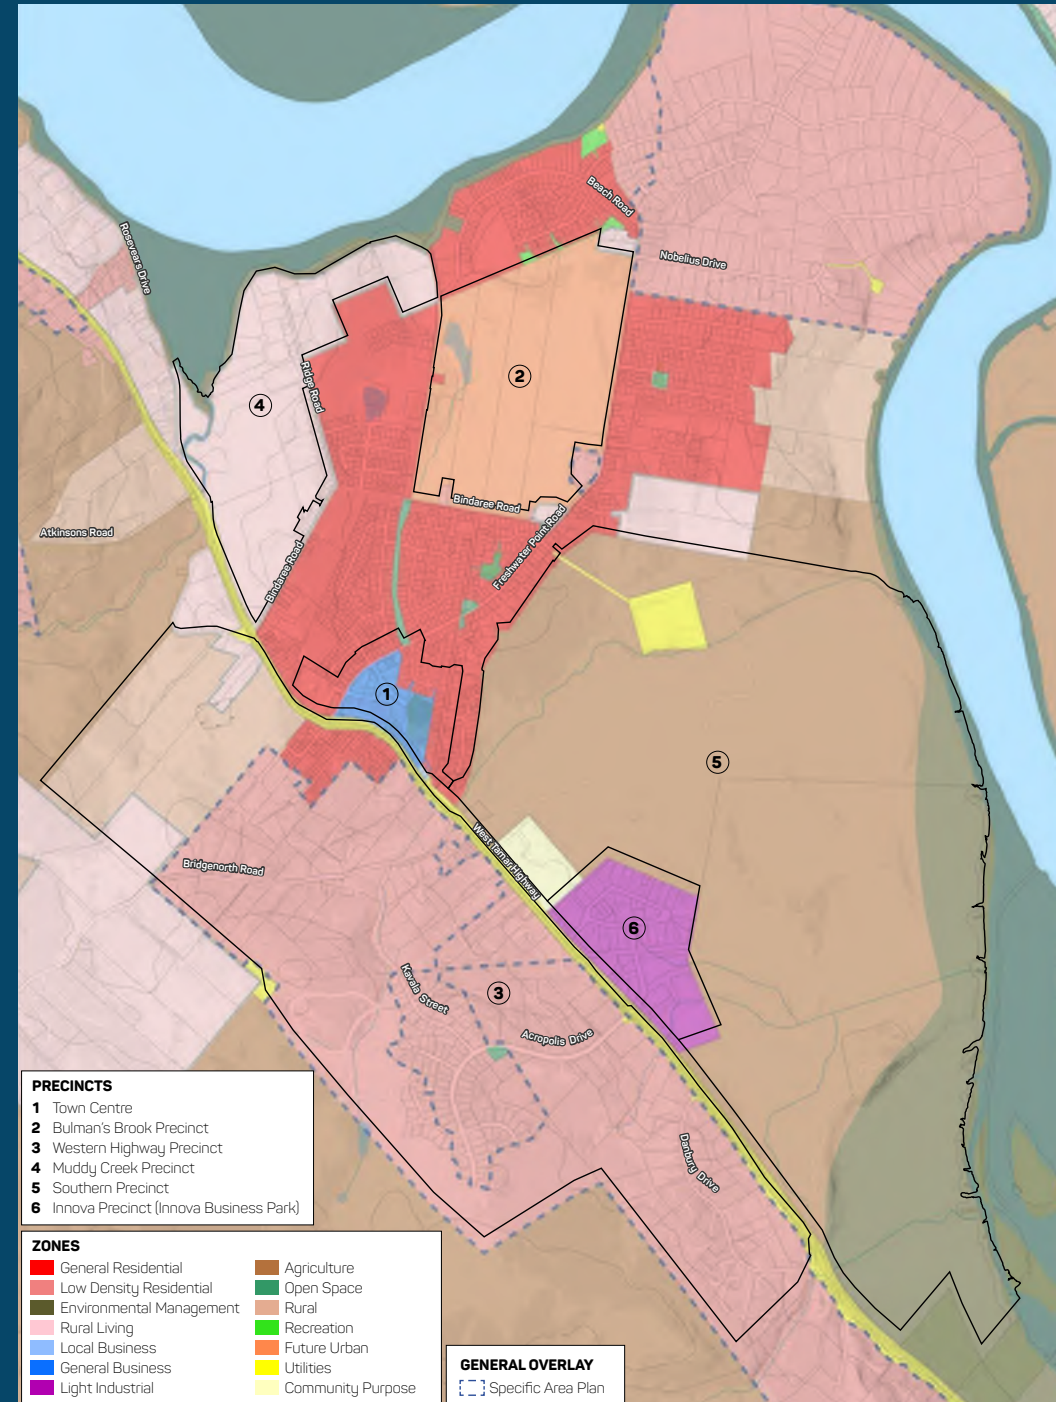 Beach Road
Rosevears Drive
Nobelius Drive
2
Ridge Road
4
Bindaree Road
Freshwater Point Road
Atkinsons Road
Bindaree Road
1
5
West Tamar Highway
Bridgenorth Road
6
Kavala Street
3
Acropolis Drive
Danbury Drive
PRECINCTS
1 Town Centre
2 Bulman's Brook Precinct
3 Western Highway Precinct
4 Muddy Creek Precinct
5 Southern Precinct
6 Innova Precinct (Innova Business Park)
ZONES
General Residential
Low Density Residential
Environmental Management
Rural Living
Local Business
General Business
Light Industrial
Agriculture
Open Space
Rural
Recreation
Future Urban
Utilities
Community Purpose
GENERAL OVERLAY
Specific Area Plan